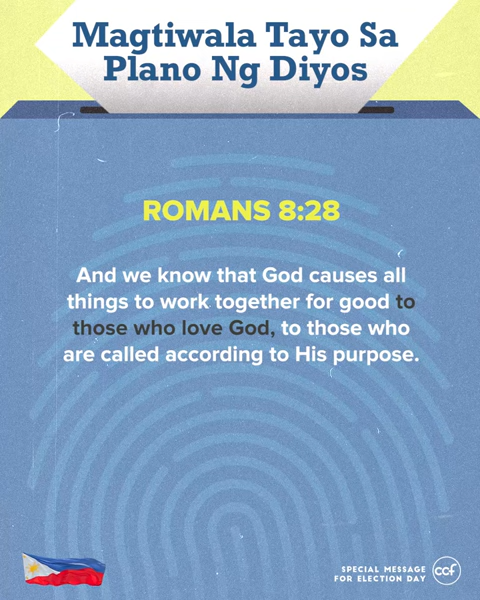 Magtiwala Tayo Sa
Plano Ng Diyos
ROMANS 8:28
And we know that God causes all
things to work together for good to
those who love God, to those who
are called according to His purpose.
SPECIAL MESSAGE
FOR ELECTION DAY
ccf